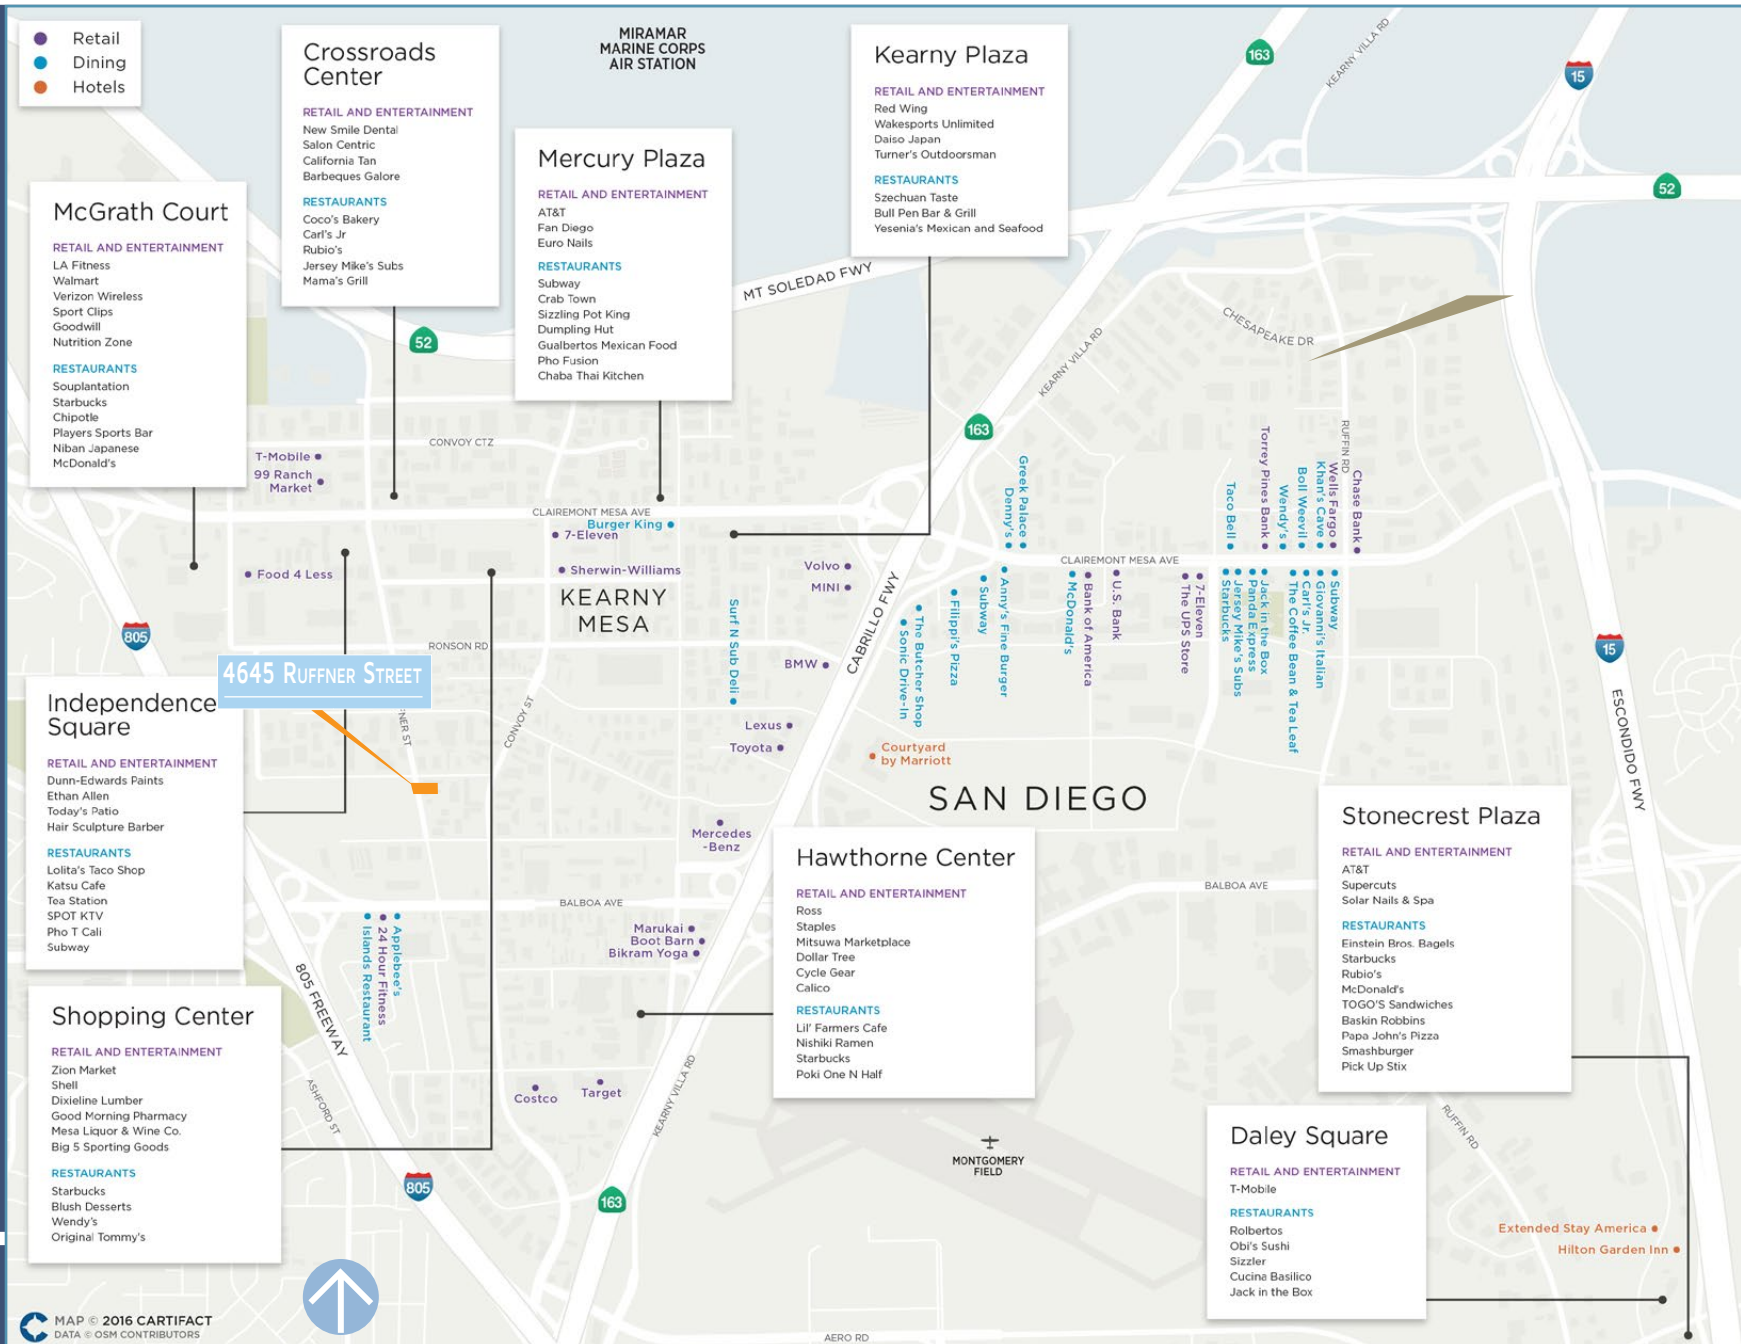 Retail
Dining
Hotels
McGrath Court
RETAIL AND ENTERTAINMENT
LA Fitness
Walmart
Verizon Wireless
Sport Clips
Goodwill
Nutrition Zone
RESTAURANTS
Souplantation
Starbucks
Chipotle
Players Sports Bar
Niban Japanese
McDonald's
Crossroads
Center
RETAIL AND ENTERTAINMENT
New Smile Dental
Salon Centric
California Tan
Barbeques Galore
RESTAURANTS
Coco's Bakery
Carl's Jr
Rubio's
Jersey Mike's Subs
Mama's Grill
MIRAMAR
MARINE CORPS
AIR STATION
Mercury Plaza
RETAIL AND ENTERTAINMENT
AT&T
Fan Diego
Euro Nails
RESTAURANTS
Subway
Crab Town
Sizzling Pot King
Dumpling Hut
Gualbertos Mexican Food
Pho Fusion
Chaba Thai Kitchen
Kearny Plaza
RETAIL AND ENTERTAINMENT
Red Wing
Wakesports Unlimited
Daiso Japan
Turner's Outdoorsman
RESTAURANTS
Szechuan Taste
Bull Pen Bar & Grill
Yesenia's Mexican and Seafood
163
KEARNY VILLA RD
15
52
MT SOLEDAD FWY
52
KEARNY VILLA RD
CHESAPEAKE DR
163
RUFFIN RD
CONVOY CTZ
T-Mobile
99 Ranch
Market
CLAIREMONT MESA AVE
Burger King
7-Eleven
Food 4 Less
Sherwin-Williams
KEARNY
MESA
Volvo
MINI
CABRILLO FWY
Greek Palace
Denny's
Taco Bell
Torrey Pines Bank
Wendy's
Boll Weevil
Khan's Cave
Wells Fargo
Chase Bank
CLAIREMONT MESA AVE
805
RONSON RD
4645 RUFFNER STREET
NER ST
CONVOY ST
Surf N Sub Deli
BMW
Lexus
Toyota
Sonic Drive-In
The Butcher Shop
Filippi's Pizza
Subway
Anny's Fine Burger
McDonald's
Bank of America
U.S. Bank
The UPS Store
7-Eleven
Starbucks
Jersey Mike's Subs
Panda Express
Jack in the Box
The Coffee Bean & Tea Leaf
Carl's Jr.
Giovanni's Italian
Subway
15
ESCONDIDO FWY
Courtyard
by Marriott
SAN DIEGO
Independence
Square
RETAIL AND ENTERTAINMENT
Dunn-Edwards Paints
Ethan Allen
Today's Patio
Hair Sculpture Barber
RESTAURANTS
Lolita's Taco Shop
Katsu Cafe
Tea Station
SPOT KTV
Pho T Cali
Subway
Mercedes
-Benz
BALBOA AVE
BALBOA AVE
Islands Restaurant
24 Hour Fitness
Applebee's
Marukai
Boot Barn
Bikram Yoga
805 FREEWAY
ASHFORD ST
Hawthorne Center
RETAIL AND ENTERTAINMENT
Ross
Staples
Mitsuwa Marketplace
Dollar Tree
Cycle Gear
Calico
RESTAURANTS
Lil' Farmers Cafe
Nishiki Ramen
Starbucks
Poki One N Half
Stonecrest Plaza
RETAIL AND ENTERTAINMENT
AT&T
Supercuts
Solar Nails & Spa
RESTAURANTS
Einstein Bros. Bagels
Starbucks
Rubio's
McDonald's
TOGO'S Sandwiches
Baskin Robbins
Papa John's Pizza
Smashburger
Pick Up Stix
Shopping Center
RETAIL AND ENTERTAINMENT
Zion Market
Shell
Dixieline Lumber
Good Morning Pharmacy
Mesa Liquor & Wine Co.
Big 5 Sporting Goods
RESTAURANTS
Starbucks
Blush Desserts
Wendy's
Original Tommy's
Costco
Target
KEARNY VILLA RD
805
163
MONTGOMERY
FIELD
RUFFIN RD
Daley Square
RETAIL AND ENTERTAINMENT
T-Mobile
RESTAURANTS
Rolbertos
Obi's Sushi
Sizzler
Cucina Basilico
Jack in the Box
Extended Stay America
Hilton Garden Inn
AERO RD
MAP © 2016 CARTIFACT
DATA © OSM CONTRIBUTORS